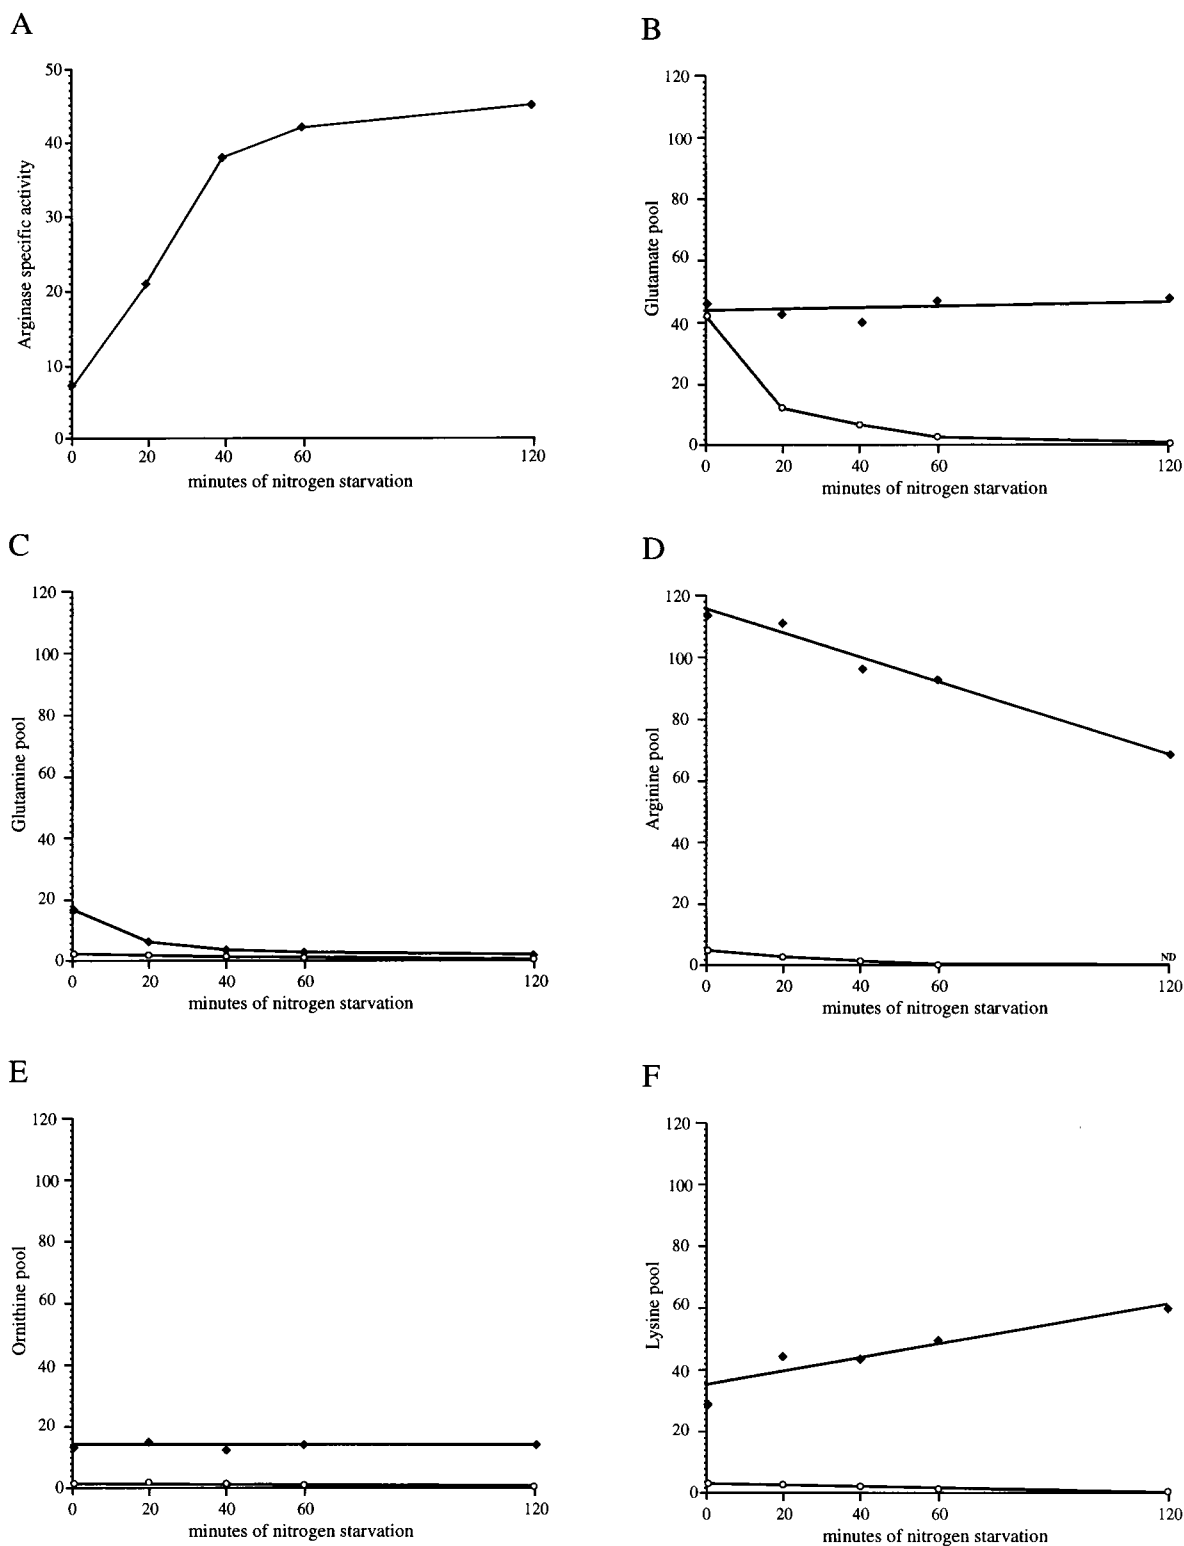 A
50
40
30
20
10
0
Arginase specific activity
0 20 40 60 120
minutes of nitrogen starvation
B
120
100
80
60
40
20
0
Glutamate pool
0 20 40 60 120
minutes of nitrogen starvation
C
120
100
80
60
40
20
0
Glutamine pool
0 20 40 60 120
minutes of nitrogen starvation
D
120
100
80
60
40
20
0
Arginine pool
ND
0 20 40 60 120
minutes of nitrogen starvation
E
120
100
80
60
40
20
0
Ornithine pool
0 20 40 60 120
minutes of nitrogen starvation
F
120
100
80
60
40
20
0
Lysine pool
0 20 40 60 120
minutes of nitrogen starvation